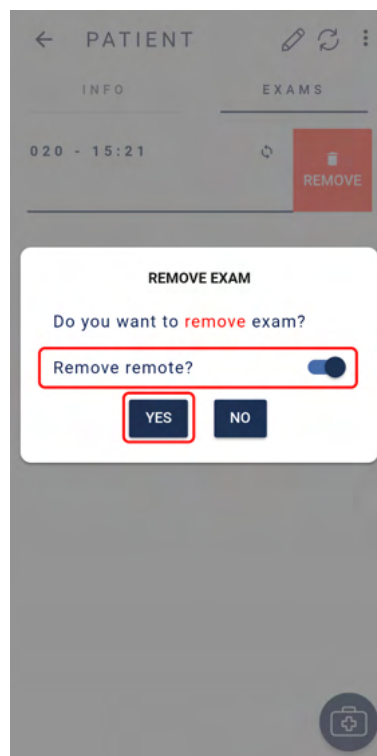 PATIENT
INFO EXAMS
020 - 15:21
REMOVE
REMOVE EXAM
Do you want to remove exam?
Remove remote?
YES NO